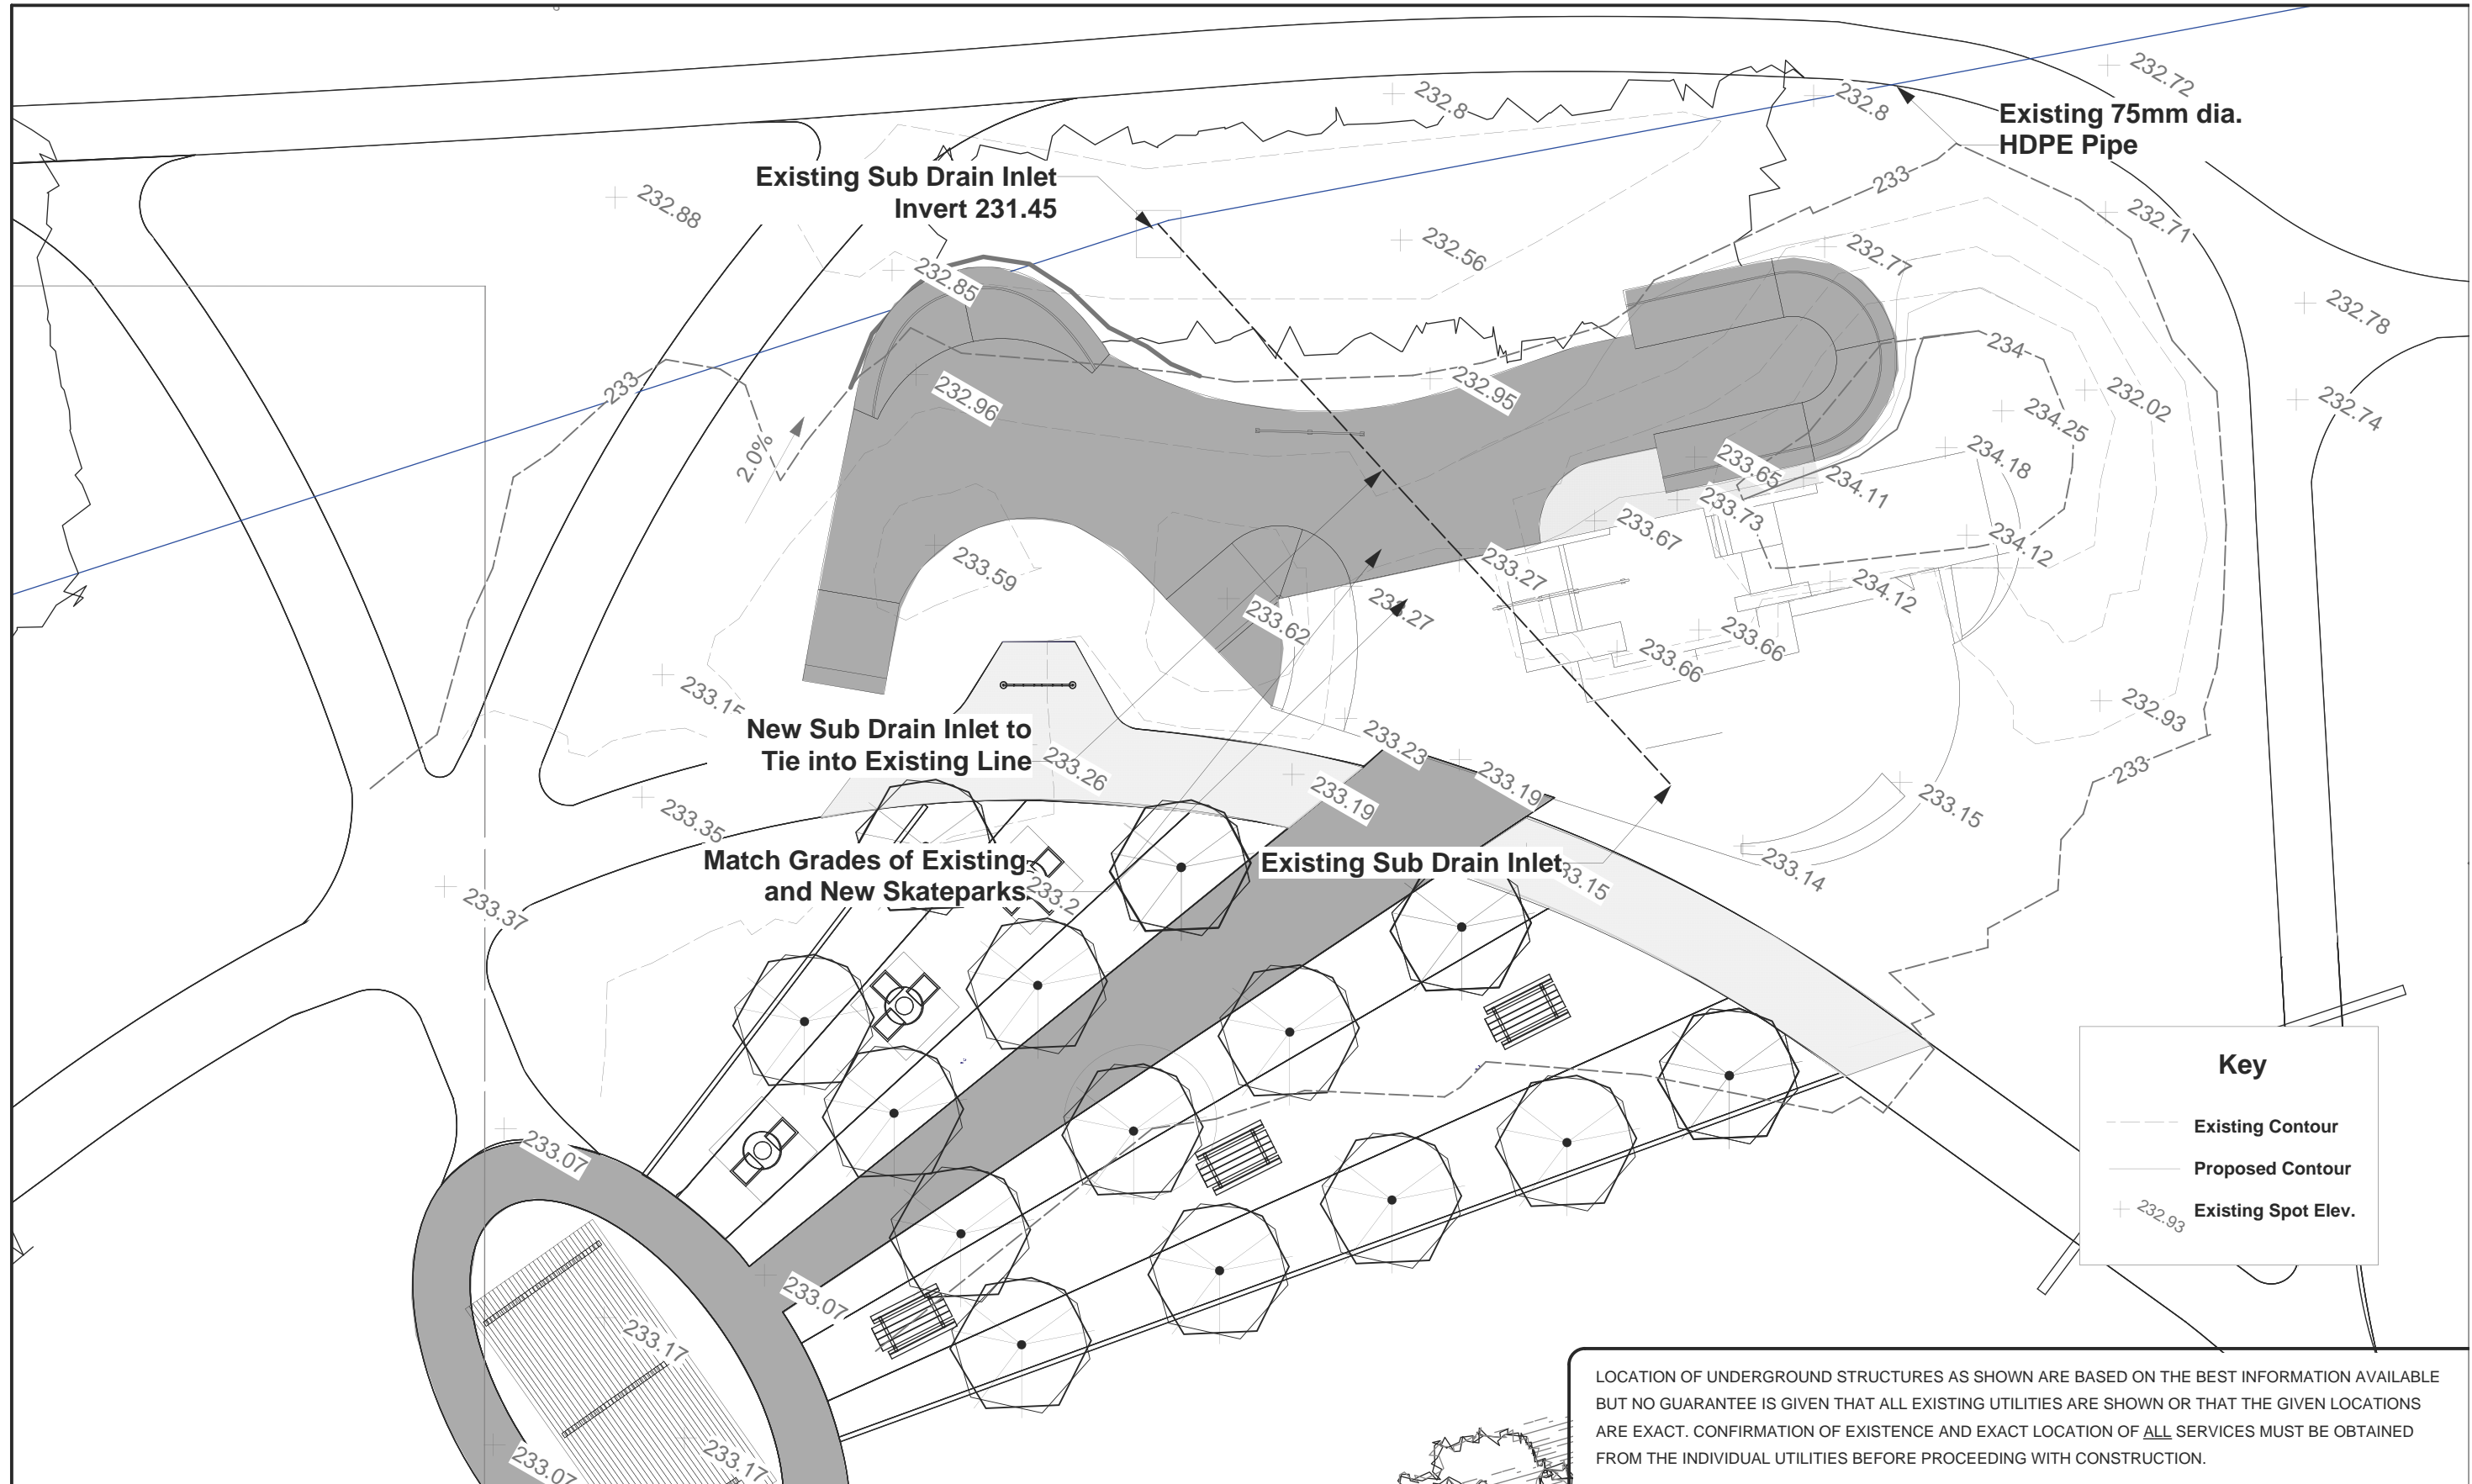 232.72
232.8
232.8
Existing 75mm dia.
HDPE Pipe
Existing Sub Drain Inlet
Invert 231.45
233
232.88
232.71
232.56
232.77
232.85
232.78
234
233
232.96
232.95
232.02
232.74
234.25
2.0%
234.18
233.65
234.11
233.73
233.67
234.12
233.59
233.27
234.12
233.27
233.62
233.66
233.66
233.15
232.93
New Sub Drain Inlet to
Tie into Existing Line
233.26
233.23
233.19
233
233.19
233.15
233.35
Match Grades of Existing
and New Skateparks
233.2
Existing Sub Drain Inlet
33.15
233.14
233.37
Key
Existing Contour
Proposed Contour
232.93
Existing Spot Elev.
233.07
233.07
233.17
233.17
233.07
LOCATION OF UNDERGROUND STRUCTURES AS SHOWN ARE BASED ON THE BEST INFORMATION AVAILABLE
BUT NO GUARANTEE IS GIVEN THAT ALL EXISTING UTILITIES ARE SHOWN OR THAT THE GIVEN LOCATIONS
ARE EXACT. CONFIRMATION OF EXISTENCE AND EXACT LOCATION OF ALL SERVICES MUST BE OBTAINED
FROM THE INDIVIDUAL UTILITIES BEFORE PROCEEDING WITH CONSTRUCTION.